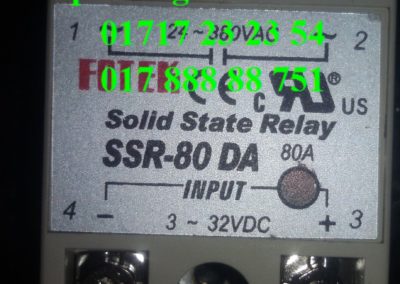 1 24~380VAC ~ 2
01717 23 23 54
FOTEK
017 888 88 751
C US
®
Solid State Relay
SSR-80 DA 80A
INPUT
4 - 3~32VDC + 3